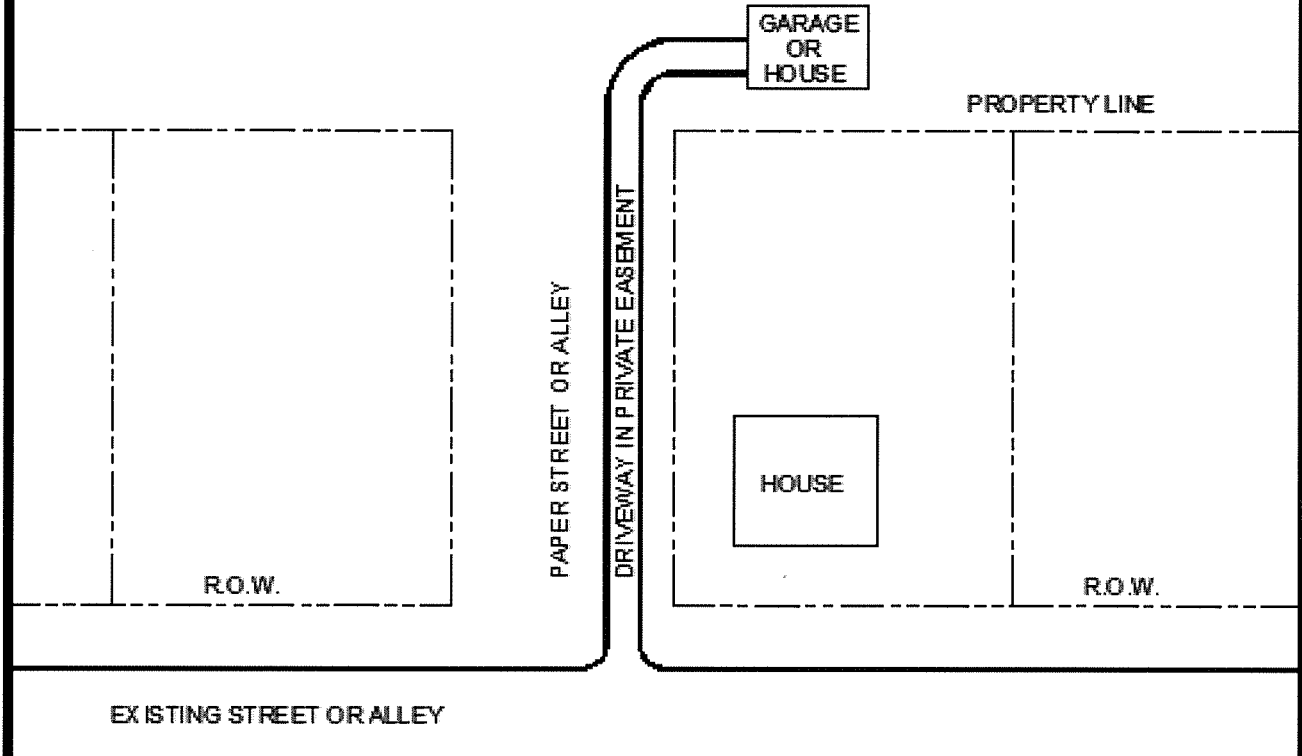 GARAGE
OR
HOUSE
PROPERTY LINE
PAPER STREET OR ALLEY
DRIVEWAY IN PRIVATE EASEMENT
HOUSE
R.O.W.
R.O.W.
EXISTING STREET OR ALLEY